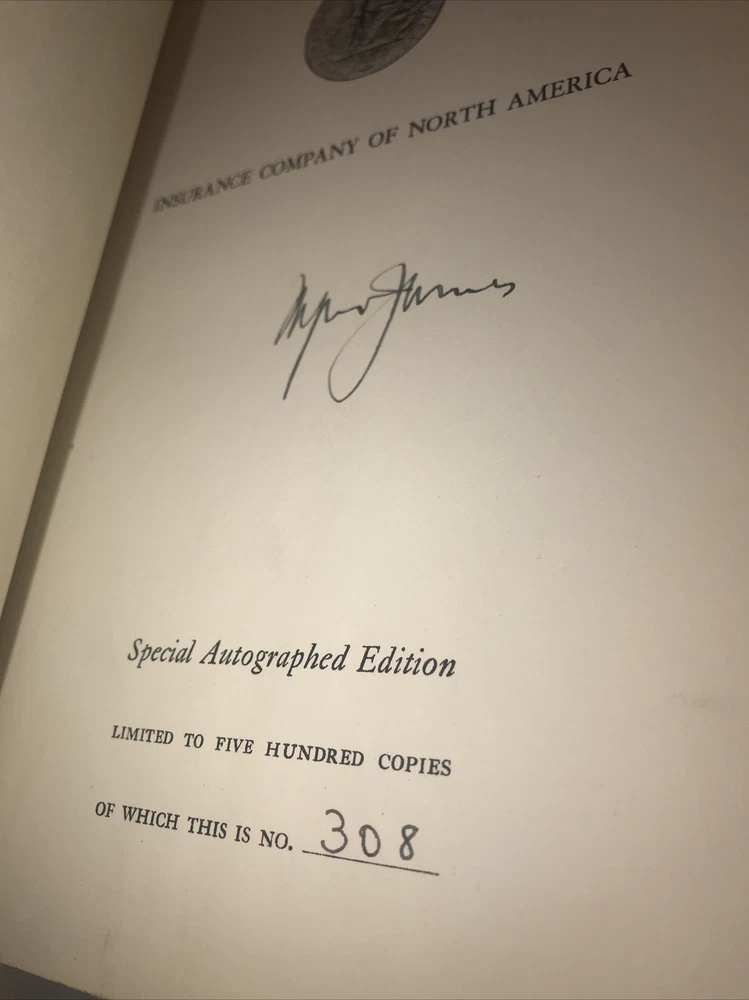 INSURANCE COMPANY OF NORTH AMERICA
James
Special Autographed Edition
LIMITED TO FIVE HUNDRED COPIES
OF WHICH THIS IS NO. 308